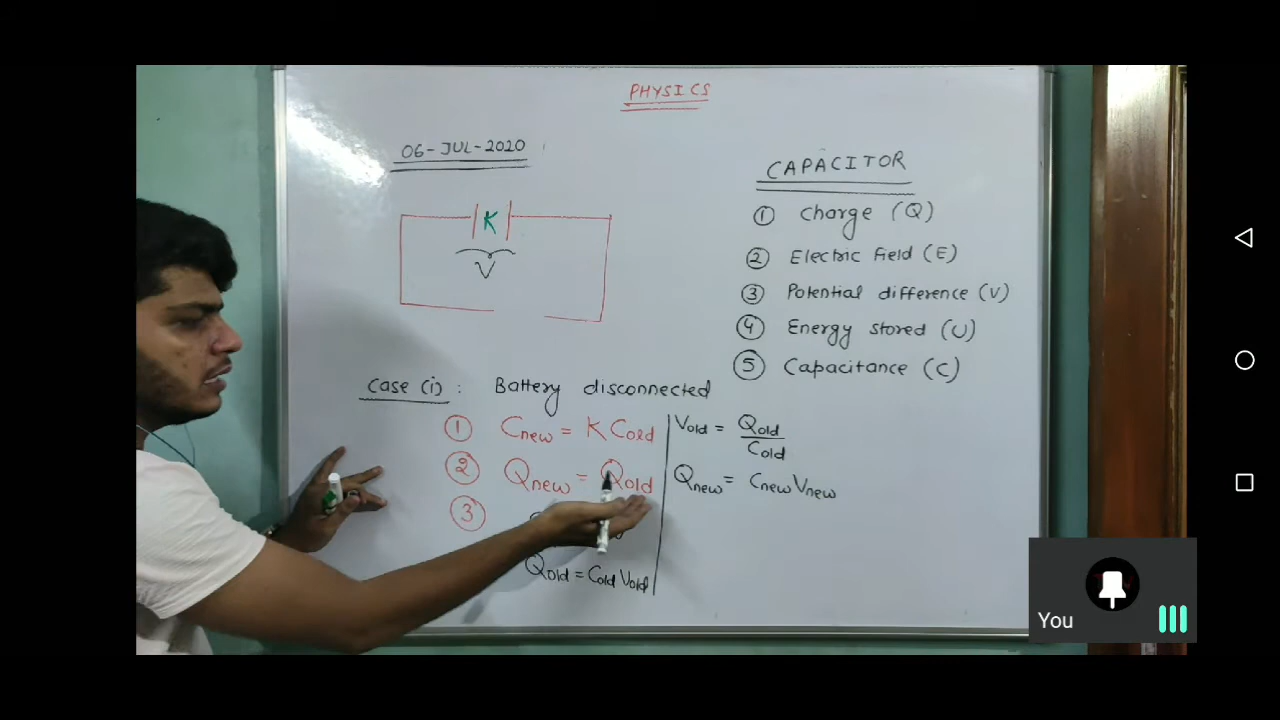 PHYSICS
06-JUL-2020
K
V
CAPACITOR
① Charge (Q)
② Electric field (E)
③ Potential difference (V)
④ Energy stored (U)
⑤ Capacitance (C)
Case (i) : Battery disconnected
① Cnew = K Cold
② Qnew = Qold
③
Qold = Cold Vold
Vold = Qold / Cold
Qnew = Cnew Vnew
You